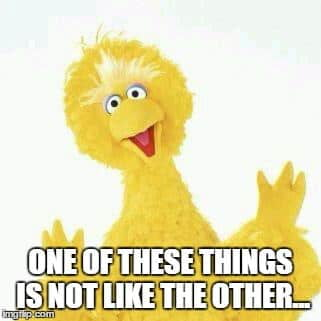 ONE OF THESE THINGS
IS NOT LIKE THE OTHER...
imgflip.com